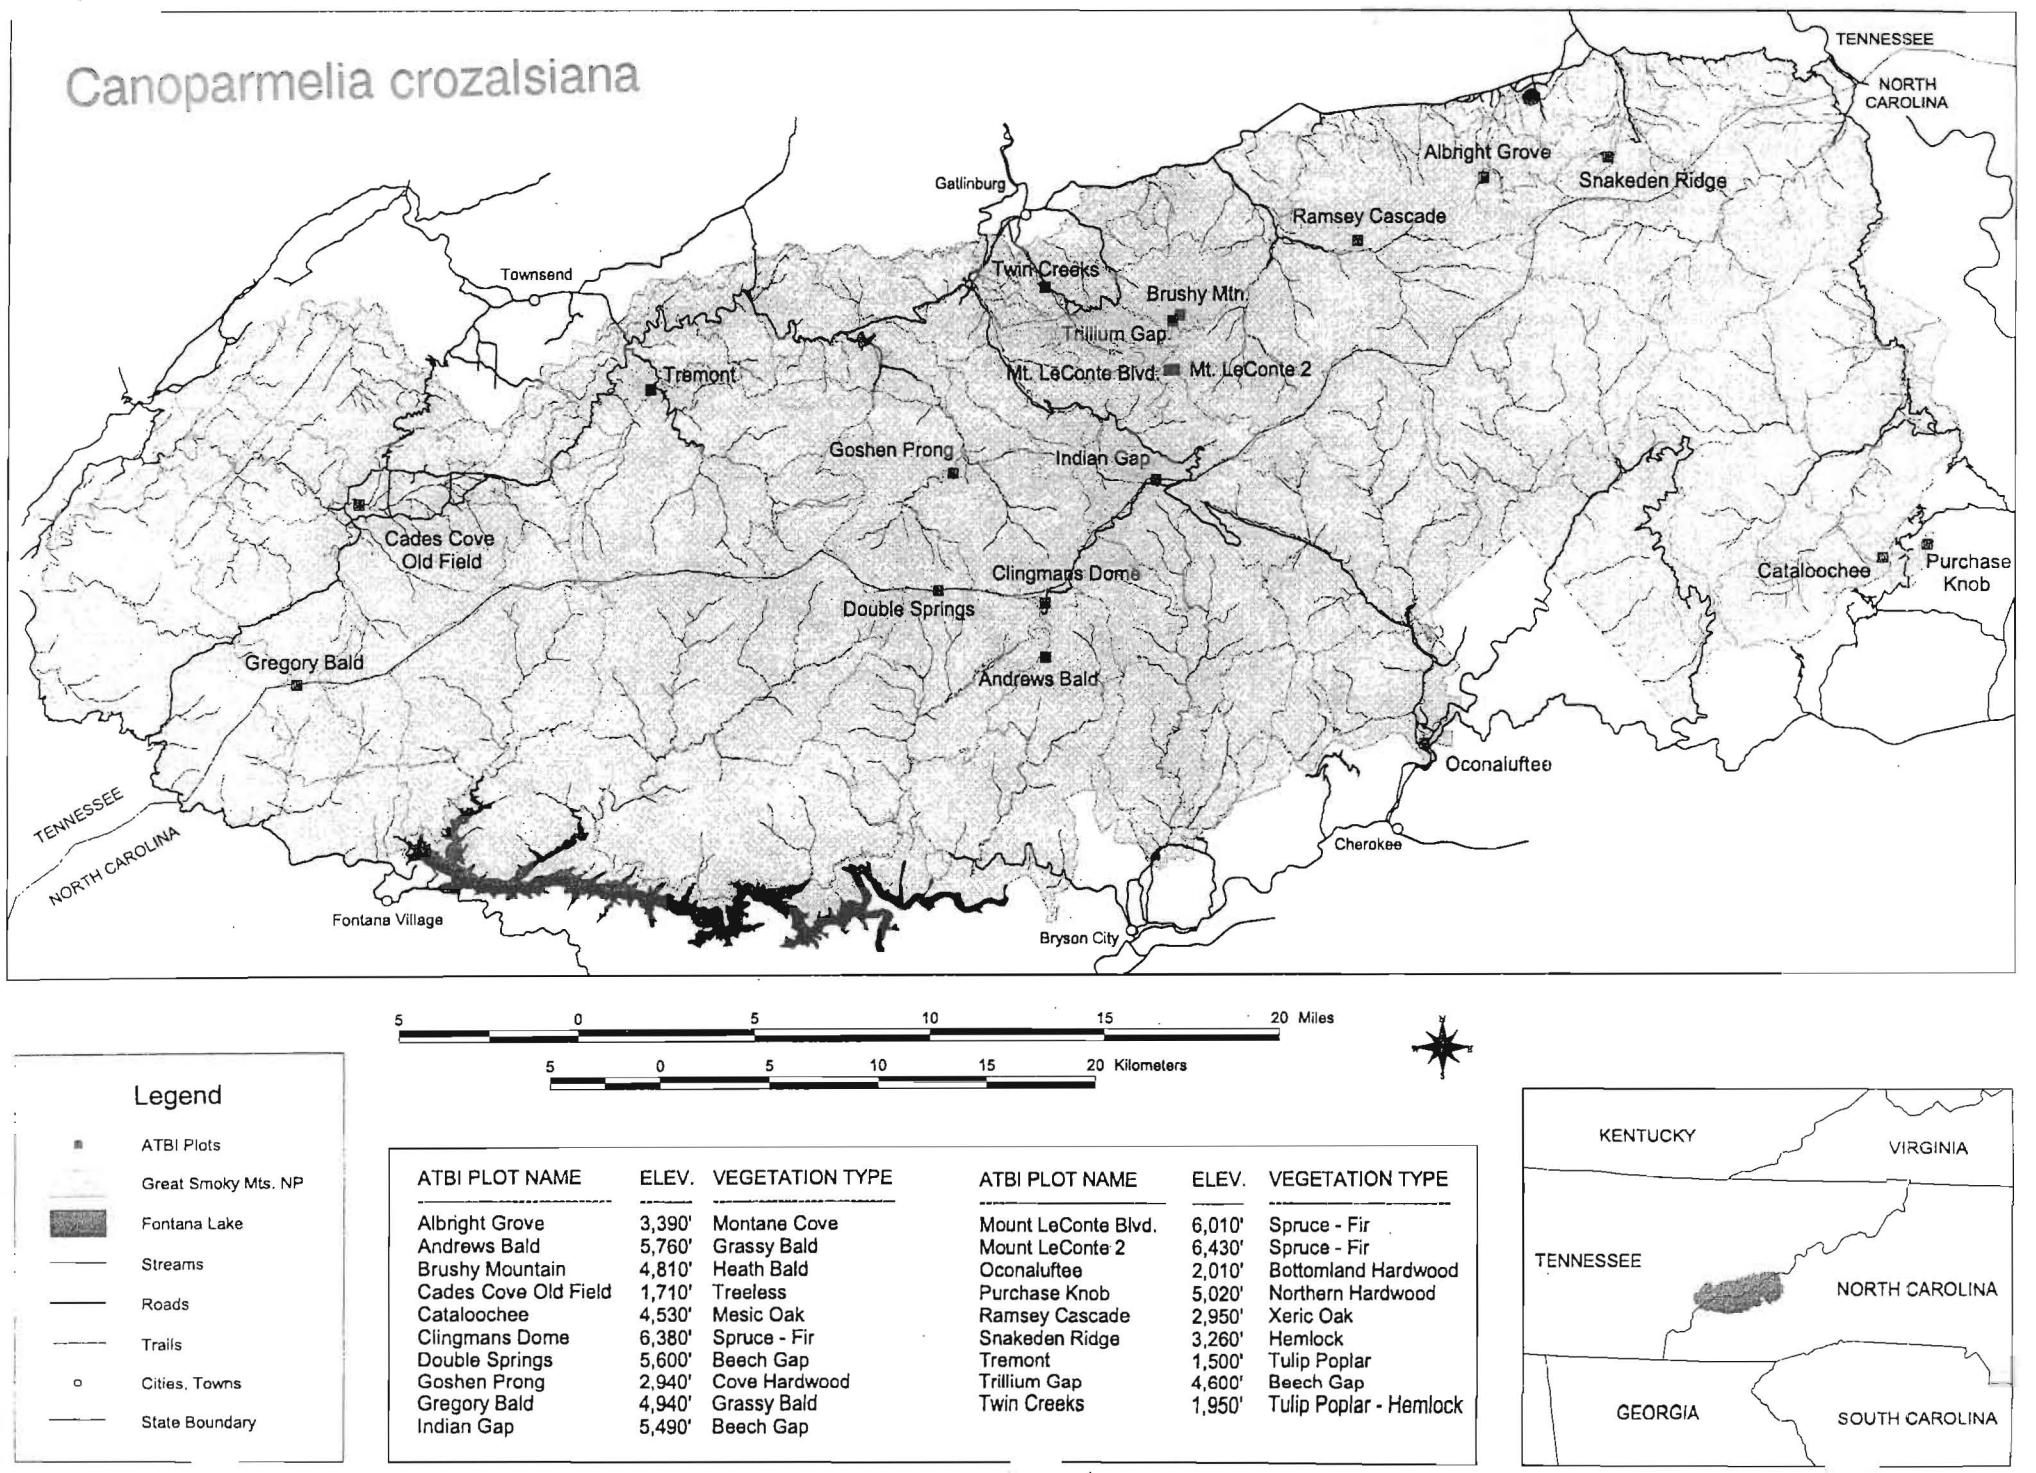 Canoparmelia crozalsiana
TENNESSEE
NORTH
CAROLINA
Albright Grove
Snakeden Ridge
Gatlinburg
Ramsey Cascade
Townsend
Twin Creeks
Brushy Mtn.
Trillium Gap
Tremont
Mt. LeConte Blvd.
Mt. LeConte 2
Goshen Prong
Indian Gap
Cades Cove
Old Field
Clingmans Dome
Cataloochee
Purchase
Knob
Double Springs
Gregory Bald
Andrews Bald
Oconaluftee
TENNESSEE
NORTH CAROLINA
Cherokee
Fontana Village
Bryson City
5 0 5 10 15 20 Miles
5 0 5 10 15 20 Kilometers
N
W E
S
Legend
ATBI Plots
Great Smoky Mts. NP
Fontana Lake
Streams
Roads
Trails
Cities, Towns
State Boundary
ATBI PLOT NAME ELEV. VEGETATION TYPE
Albright Grove 3,390' Montane Cove
Andrews Bald 5,760' Grassy Bald
Brushy Mountain 4,810' Heath Bald
Cades Cove Old Field 1,710' Treeless
Cataloochee 4,530' Mesic Oak
Clingmans Dome 6,380' Spruce - Fir
Double Springs 5,600' Beech Gap
Goshen Prong 2,940' Cove Hardwood
Gregory Bald 4,940' Grassy Bald
Indian Gap 5,490' Beech Gap
ATBI PLOT NAME ELEV. VEGETATION TYPE
Mount LeConte Blvd. 6,010' Spruce - Fir
Mount LeConte 2 6,430' Spruce - Fir
Oconaluftee 2,010' Bottomland Hardwood
Purchase Knob 5,020' Northern Hardwood
Ramsey Cascade 2,950' Xeric Oak
Snakeden Ridge 3,260' Hemlock
Tremont 1,500' Tulip Poplar
Trillium Gap 4,600' Beech Gap
Twin Creeks 1,950' Tulip Poplar - Hemlock
KENTUCKY
VIRGINIA
TENNESSEE
NORTH CAROLINA
GEORGIA
SOUTH CAROLINA